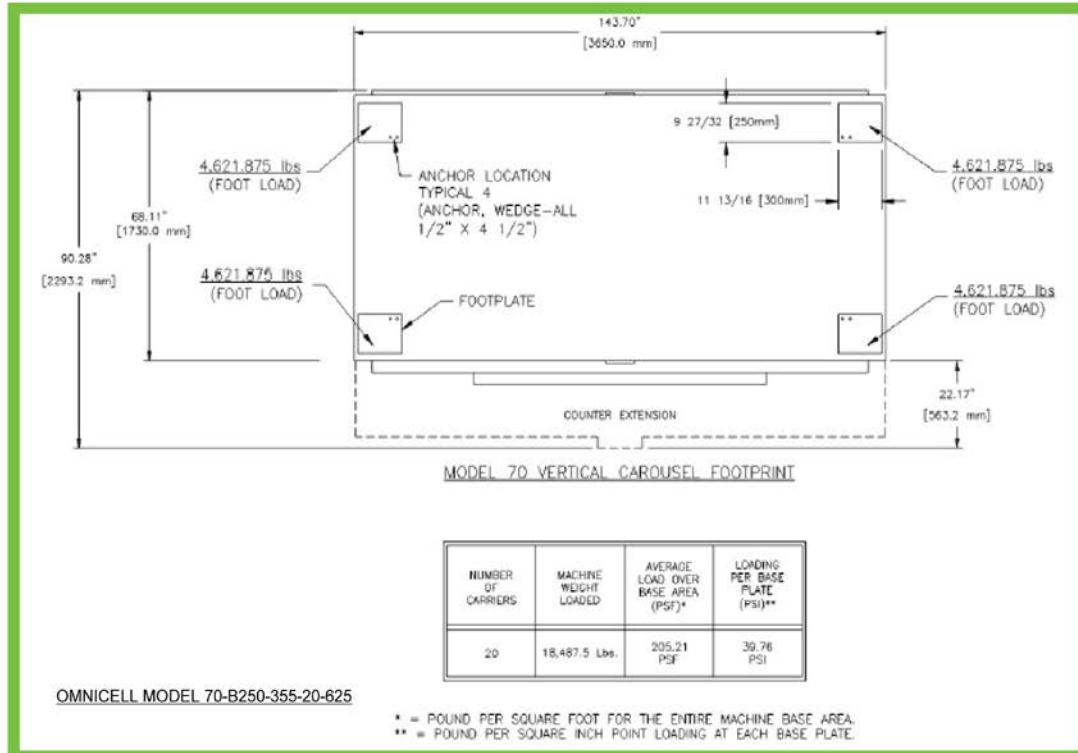 143.70"
[3650.0 mm]
9 27/32 [250mm]
4,621.875 lbs
(FOOT LOAD)
ANCHOR LOCATION
TYPICAL 4
(ANCHOR, WEDGE-ALL
1/2" X 4 1/2")
4,621.875 lbs
(FOOT LOAD)
11 13/16 [300mm]
68.11"
[1730.0 mm]
90.28"
[2293.2 mm]
4,621.875 lbs
(FOOT LOAD)
FOOTPLATE
4,621.875 lbs
(FOOT LOAD)
22.17"
[563.2 mm]
COUNTER EXTENSION
MODEL 70 VERTICAL CAROUSEL FOOTPRINT
NUMBER
OF
CARRIERS
MACHINE
WEIGHT
LOADED
AVERAGE
LOAD OVER
BASE AREA
(PSF)*
LOADING
PER BASE
PLATE
(PSI)**
20
18,487.5 Lbs.
205.21
PSF
39.76
PSI
OMNICELL MODEL 70-B250-355-20-625
* = POUND PER SQUARE FOOT FOR THE ENTIRE MACHINE BASE AREA.
** = POUND PER SQUARE INCH POINT LOADING AT EACH BASE PLATE.